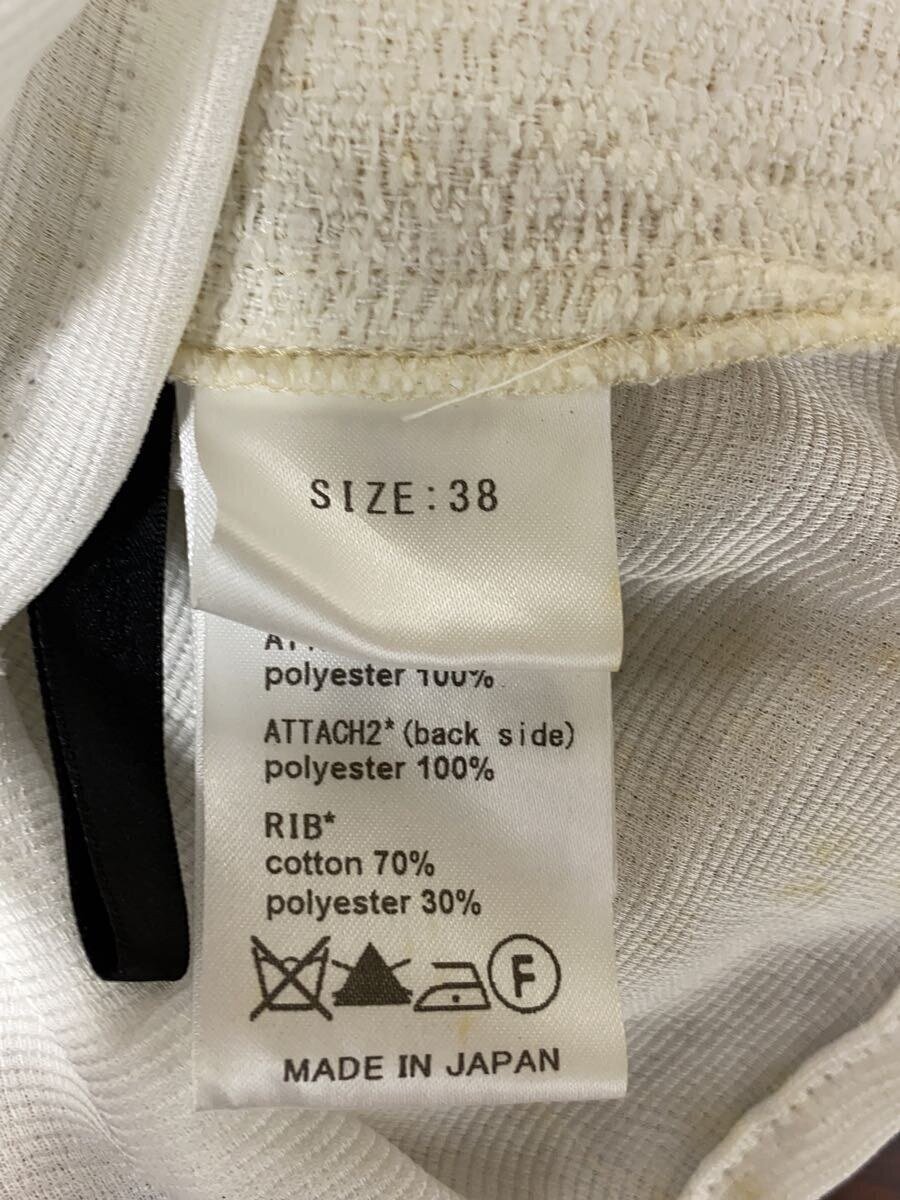 SIZE:38
polyester 100%
ATTACH2*(back side)
polyester 100%
RIB*
cotton 70%
polyester 30%
F
MADE IN JAPAN